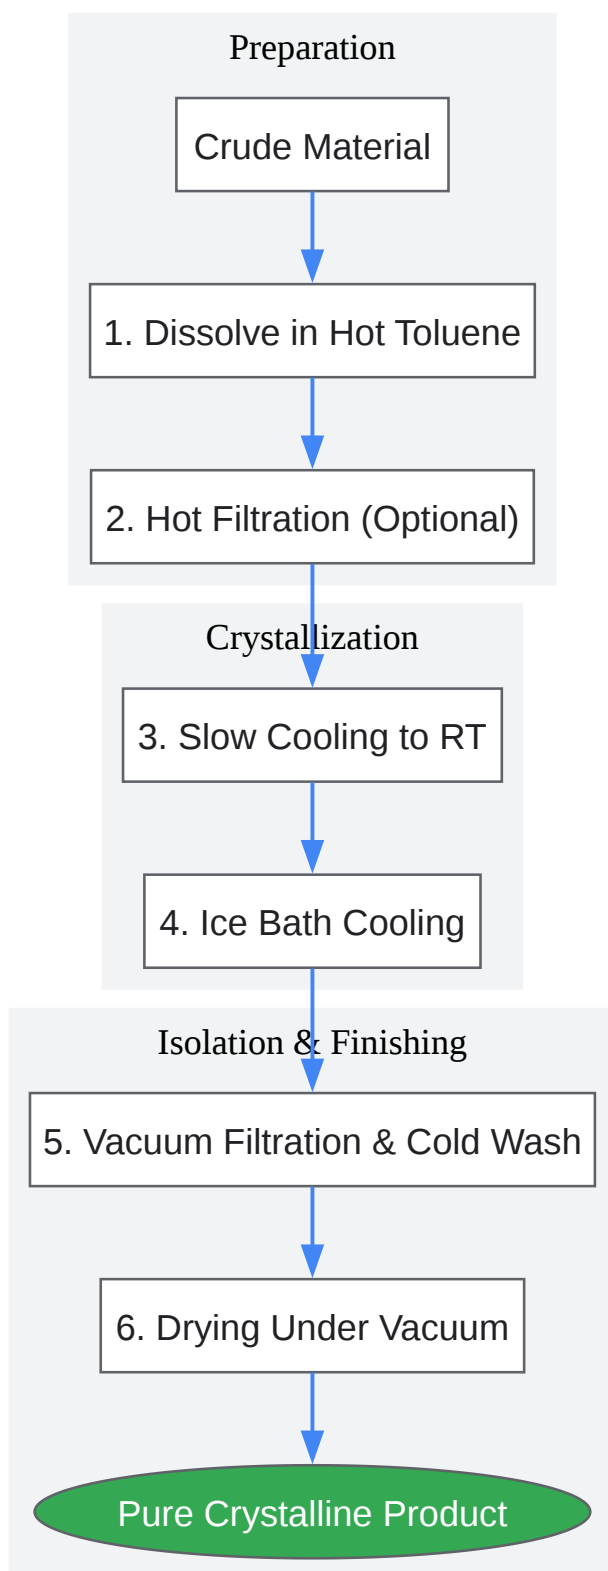 Preparation
Crude Material
1. Dissolve in Hot Toluene
2. Hot Filtration (Optional)
Crystallization
3. Slow Cooling to RT
4. Ice Bath Cooling
Isolation & Finishing
5. Vacuum Filtration & Cold Wash
6. Drying Under Vacuum
Pure Crystalline Product